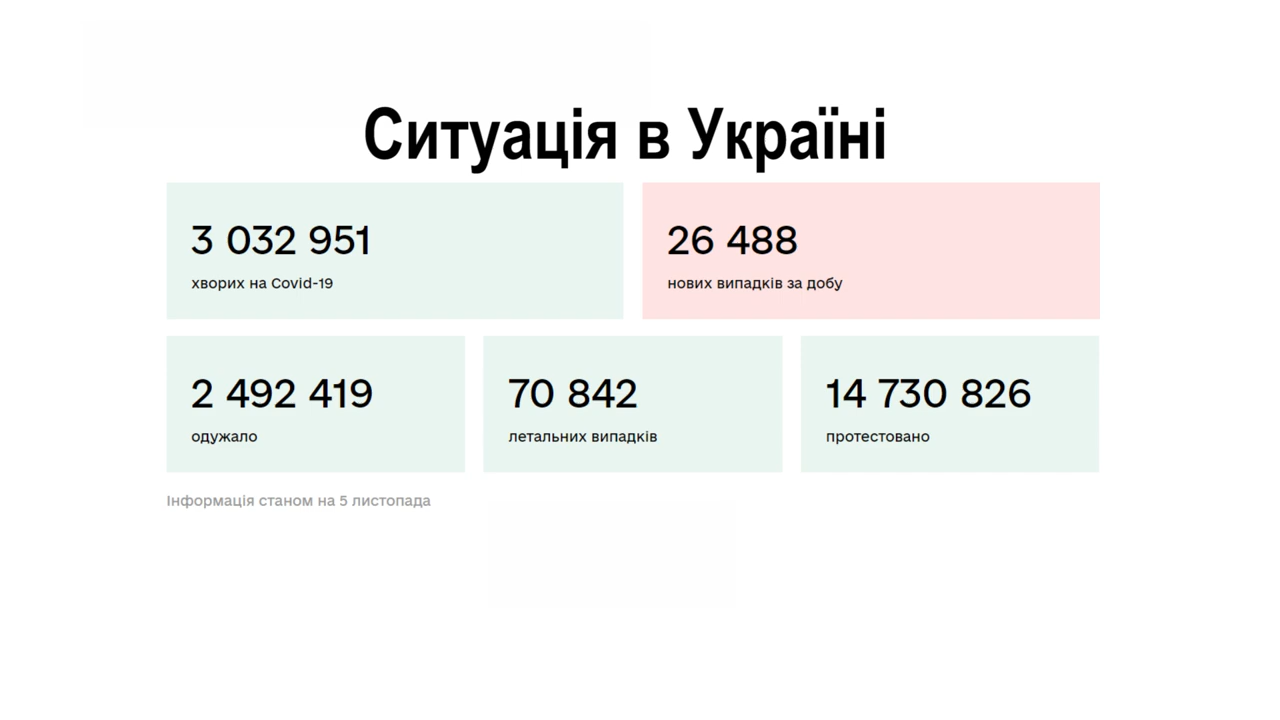 Ситуація в Україні
3 032 951
хворих на Covid-19
26 488
нових випадків за добу
2 492 419
одужало
70 842
летальних випадків
14 730 826
протестовано
Інформація станом на 5 листопада